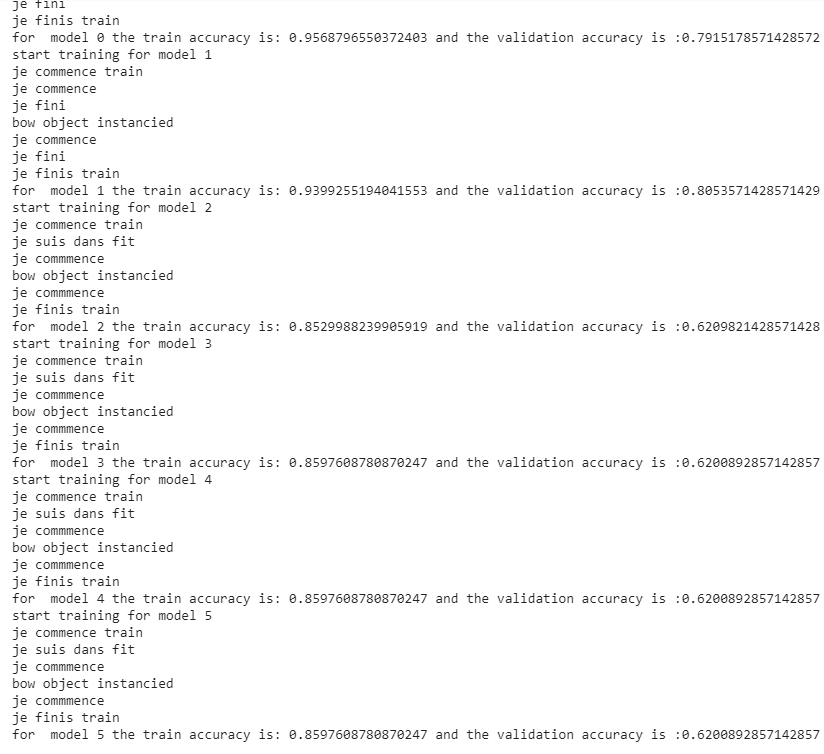 je fini
je finis train
for  model 0 the train accuracy is: 0.9568796550372403 and the validation accuracy is :0.7915178571428572
start training for model 1
je commence train
je commence
je fini
bow object instancied
je commence
je fini
je finis train
for  model 1 the train accuracy is: 0.9399255194041553 and the validation accuracy is :0.8053571428571429
start training for model 2
je commence train
je suis dans fit
je commmence
bow object instancied
je commmence
je finis train
for  model 2 the train accuracy is: 0.8529988239905919 and the validation accuracy is :0.6209821428571428
start training for model 3
je commence train
je suis dans fit
je commmence
bow object instancied
je commmence
je finis train
for  model 3 the train accuracy is: 0.8597608780870247 and the validation accuracy is :0.6200892857142857
start training for model 4
je commence train
je suis dans fit
je commmence
bow object instancied
je commmence
je finis train
for  model 4 the train accuracy is: 0.8597608780870247 and the validation accuracy is :0.6200892857142857
start training for model 5
je commence train
je suis dans fit
je commmence
bow object instancied
je commmence
je finis train
for  model 5 the train accuracy is: 0.8597608780870247 and the validation accuracy is :0.6200892857142857